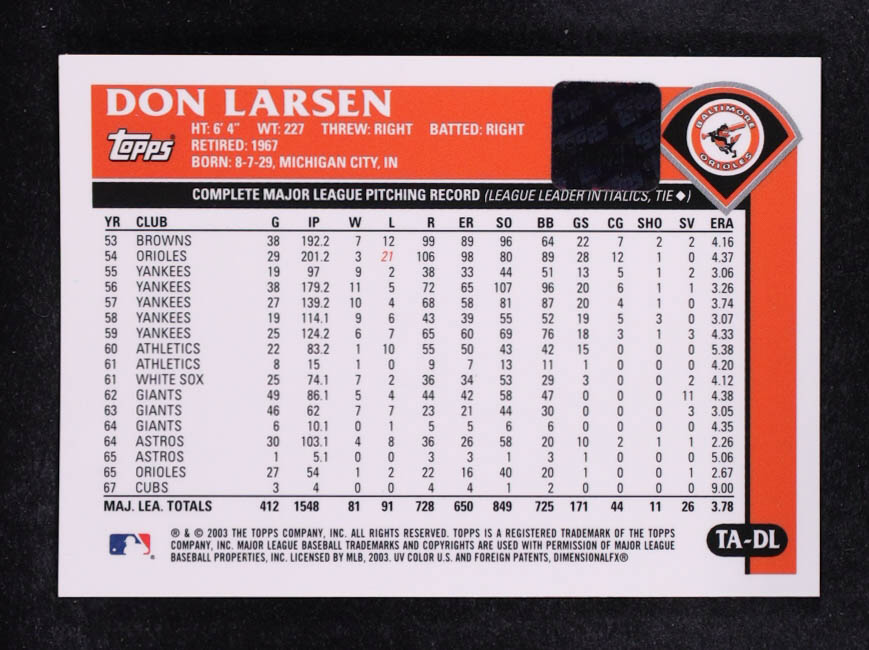 DON LARSEN
topps
HT: 6' 4" WT: 227 THREW: RIGHT BATTED: RIGHT
RETIRED: 1967
BORN: 8-7-29, MICHIGAN CITY, IN
BALTIMORE
ORIOLES
COMPLETE MAJOR LEAGUE PITCHING RECORD (LEAGUE LEADER IN ITALICS, TIE ◆)
YR CLUB G IP W L R ER SO BB GS CG SHO SV ERA
53 BROWNS 38 192.2 7 12 99 89 96 64 22 7 2 2 4.16
54 ORIOLES 29 201.2 3 21 106 98 80 89 28 12 1 0 4.37
55 YANKEES 19 97 9 2 38 33 44 51 13 5 1 2 3.06
56 YANKEES 38 179.2 11 5 72 65 107 96 20 6 1 1 3.26
57 YANKEES 27 139.2 10 4 68 58 81 87 20 4 1 0 3.74
58 YANKEES 19 114.1 9 6 43 39 55 52 19 5 3 0 3.07
59 YANKEES 25 124.2 6 7 65 60 69 76 18 3 1 3 4.33
60 ATHLETICS 22 83.2 1 10 55 50 43 42 15 0 0 0 5.38
61 ATHLETICS 8 15 1 0 9 7 13 11 1 0 0 0 4.20
61 WHITE SOX 25 74.1 7 2 36 34 53 29 3 0 0 2 4.12
62 GIANTS 49 86.1 5 4 44 42 58 47 0 0 0 11 4.38
63 GIANTS 46 62 7 7 23 21 44 30 0 0 0 3 3.05
64 GIANTS 6 10.1 0 1 5 5 6 6 0 0 0 0 4.35
64 ASTROS 30 103.1 4 8 36 26 58 20 10 2 1 1 2.26
65 ASTROS 1 5.1 0 0 3 3 1 3 1 0 0 0 5.06
65 ORIOLES 27 54 1 2 22 16 40 20 1 0 0 1 2.67
67 CUBS 3 4 0 0 4 4 1 2 0 0 0 0 9.00
MAJ. LEA. TOTALS 412 1548 81 91 728 650 849 725 171 44 11 26 3.78
® & © 2003 THE TOPPS COMPANY, INC. ALL RIGHTS RESERVED. TOPPS IS A REGISTERED TRADEMARK OF THE TOPPS
COMPANY, INC. MAJOR LEAGUE BASEBALL TRADEMARKS AND COPYRIGHTS ARE USED WITH PERMISSION OF MAJOR LEAGUE
BASEBALL PROPERTIES, INC. LICENSED BY MLB, 2003. UV COLOR U.S. AND FOREIGN PATENTS, DIMENSIONALFX®
TA-DL